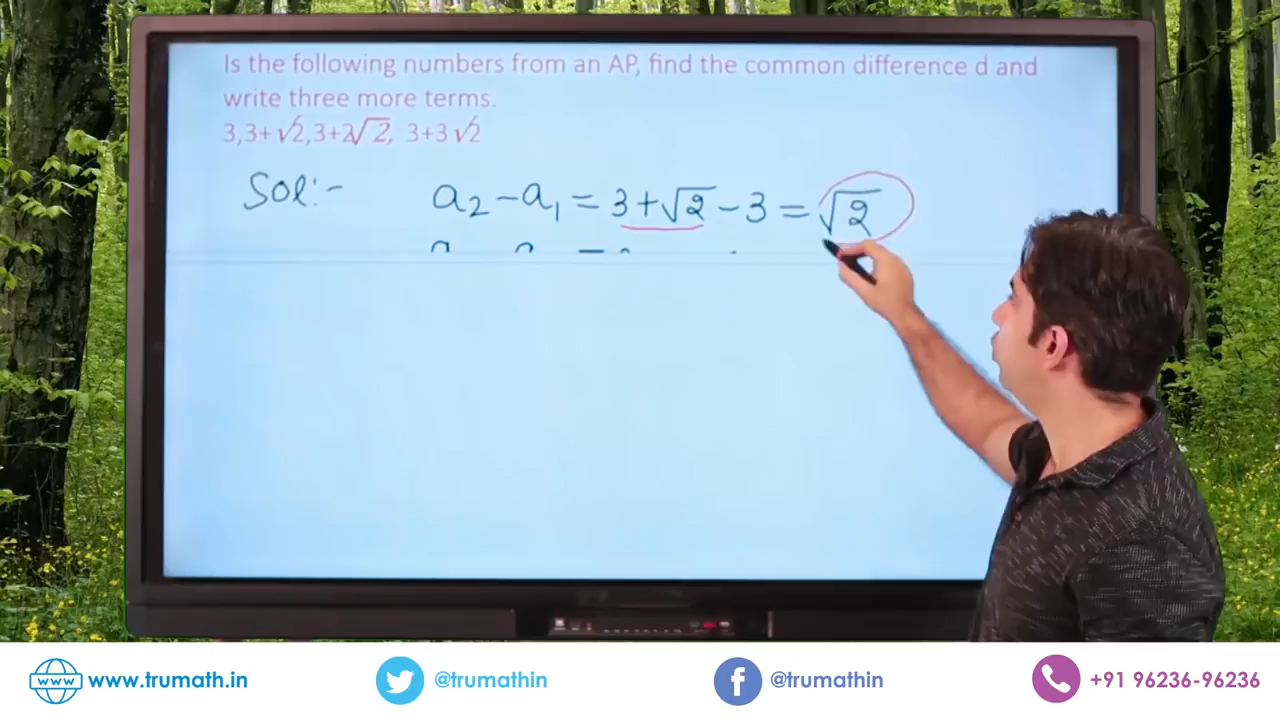 Is the following numbers from an AP, find the common difference d and
write three more terms.
3,3+√2,3+2√2, 3+3√2
Sol:- a₂-a₁ = 3+√2-3 = √2
www.trumath.in @trumathin @trumathin +91 96236-96236